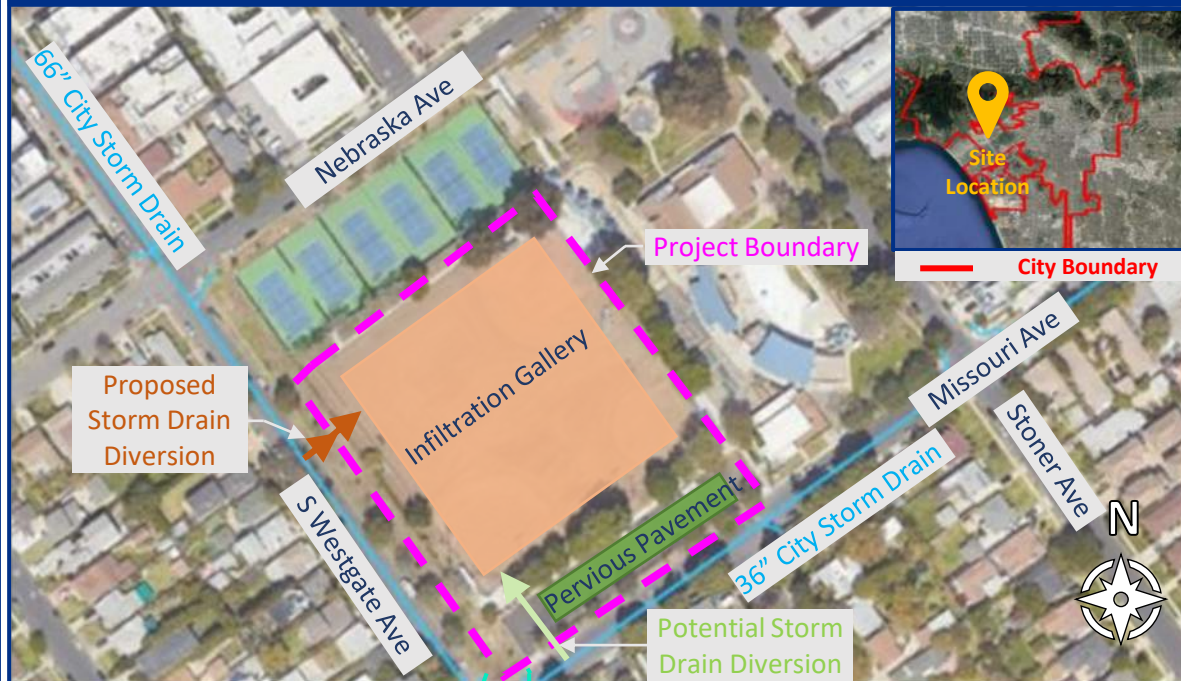 66” City Storm Drain
Nebraska Ave
Site
Location
City Boundary
Project Boundary
Infiltration Gallery
Proposed
Storm Drain
Diversion
S Westgate Ave
Pervious Pavement
36” City Storm Drain
Missouri Ave
Stoner Ave
N
Potential Storm
Drain Diversion